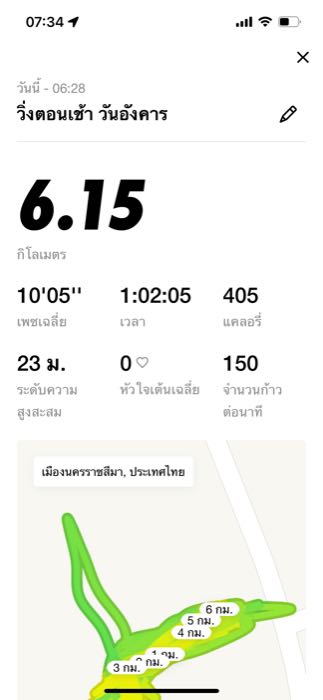 07:34
วันนี้ - 06:28
วิ่งตอนเช้า วันอังคาร
6.15
กิโลเมตร
10'05'' 1:02:05 405
เพซเฉลี่ย เวลา แคลอรี่
23 ม. 0 150
ระดับความสูงสะสม หัวใจเต้นเฉลี่ย จำนวนก้าวต่อนาที
เมืองนครราชสีมา, ประเทศไทย
6 กม.
5 กม.
4 กม.
กม.
กม.
3 กม.